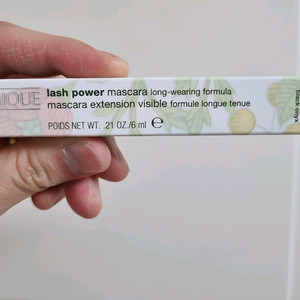 NIQUE
lash power mascara long-wearing formula
mascara extension visible formule longue tenue
POIDS NET WT. .21 OZ./6 ml ℮
black onyx